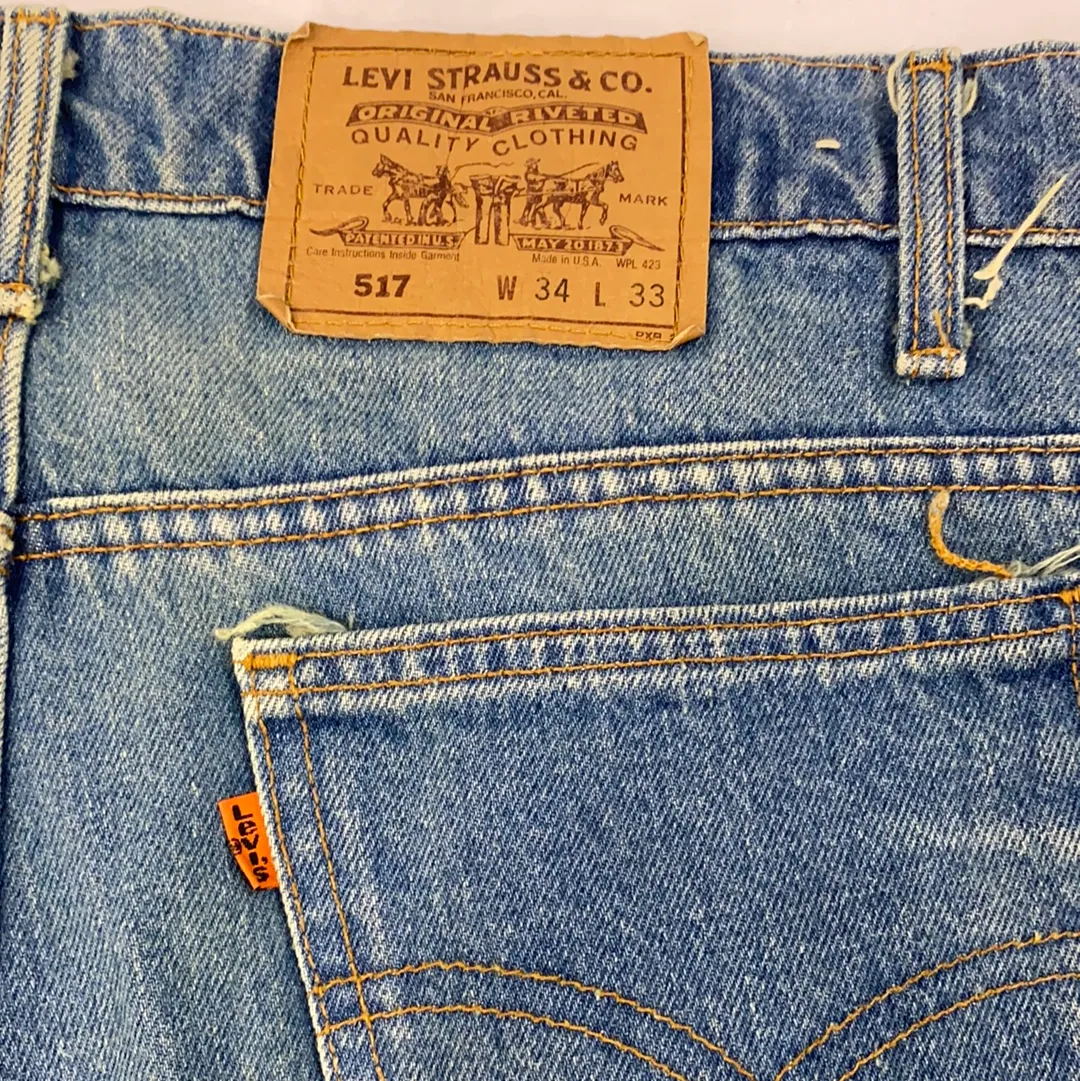 LEVI STRAUSS & CO.
SAN FRANCISCO, CAL.
ORIGINAL RIVETED
QUALITY CLOTHING
TRADE MARK
PATENTED IN U.S. MAY 20 1873
Care Instructions Inside Garment Made in U.S.A. WPL 423
517 W 34 L 33
LEVI'S